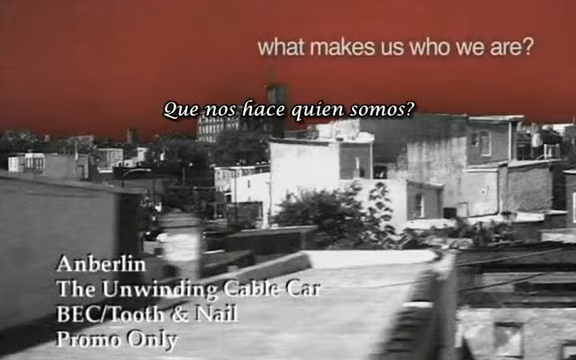 what makes us who we are?
Que nos hace quien somos?
Anberlin
The Unwinding Cable Car
BEC/Tooth & Nail
Promo Only